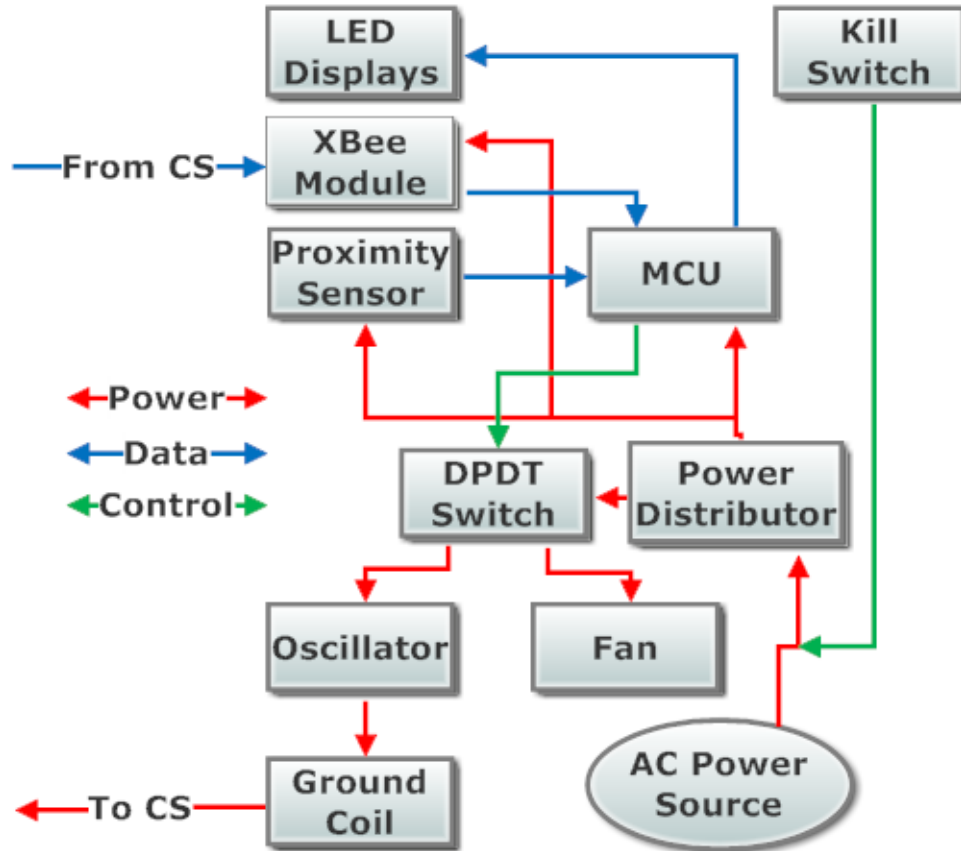 LED
Displays
Kill
Switch
From CS
XBee
Module
Proximity
Sensor
MCU
Power
Data
Control
DPDT
Switch
Power
Distributor
Oscillator
Fan
Ground
Coil
AC Power
Source
To CS